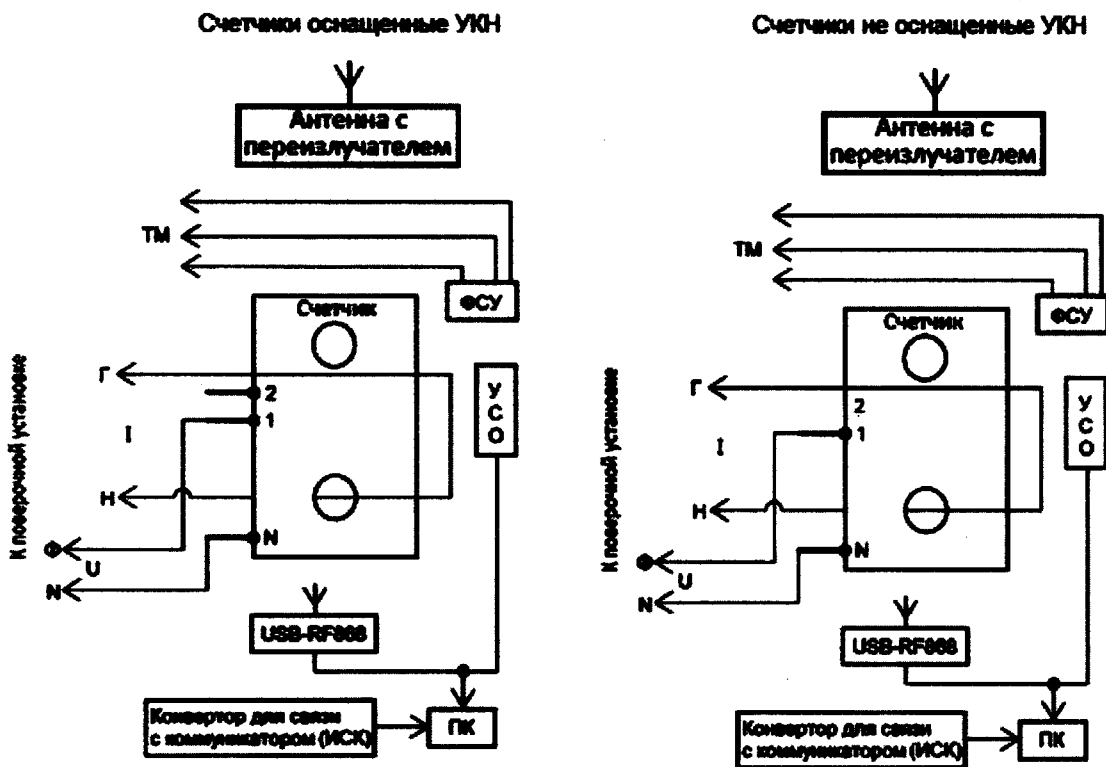 Счетчики оснащенные УКН
Антенна с
переизлучателем
ТМ
ФСУ
Счетчик
Г
2
1
I
Н
N
Ф
U
N
К поверочной установке
У
С
О
USB-RF868
Конвертор для связи
с коммуникатором (ИСК)
ПК
Счетчики не оснащенные УКН
Антенна с
переизлучателем
ТМ
ФСУ
Счетчик
Г
2
1
I
Н
N
Ф
U
N
К поверочной установке
У
С
О
USB-RF868
Конвертор для связи
с коммуникатором (ИСК)
ПК